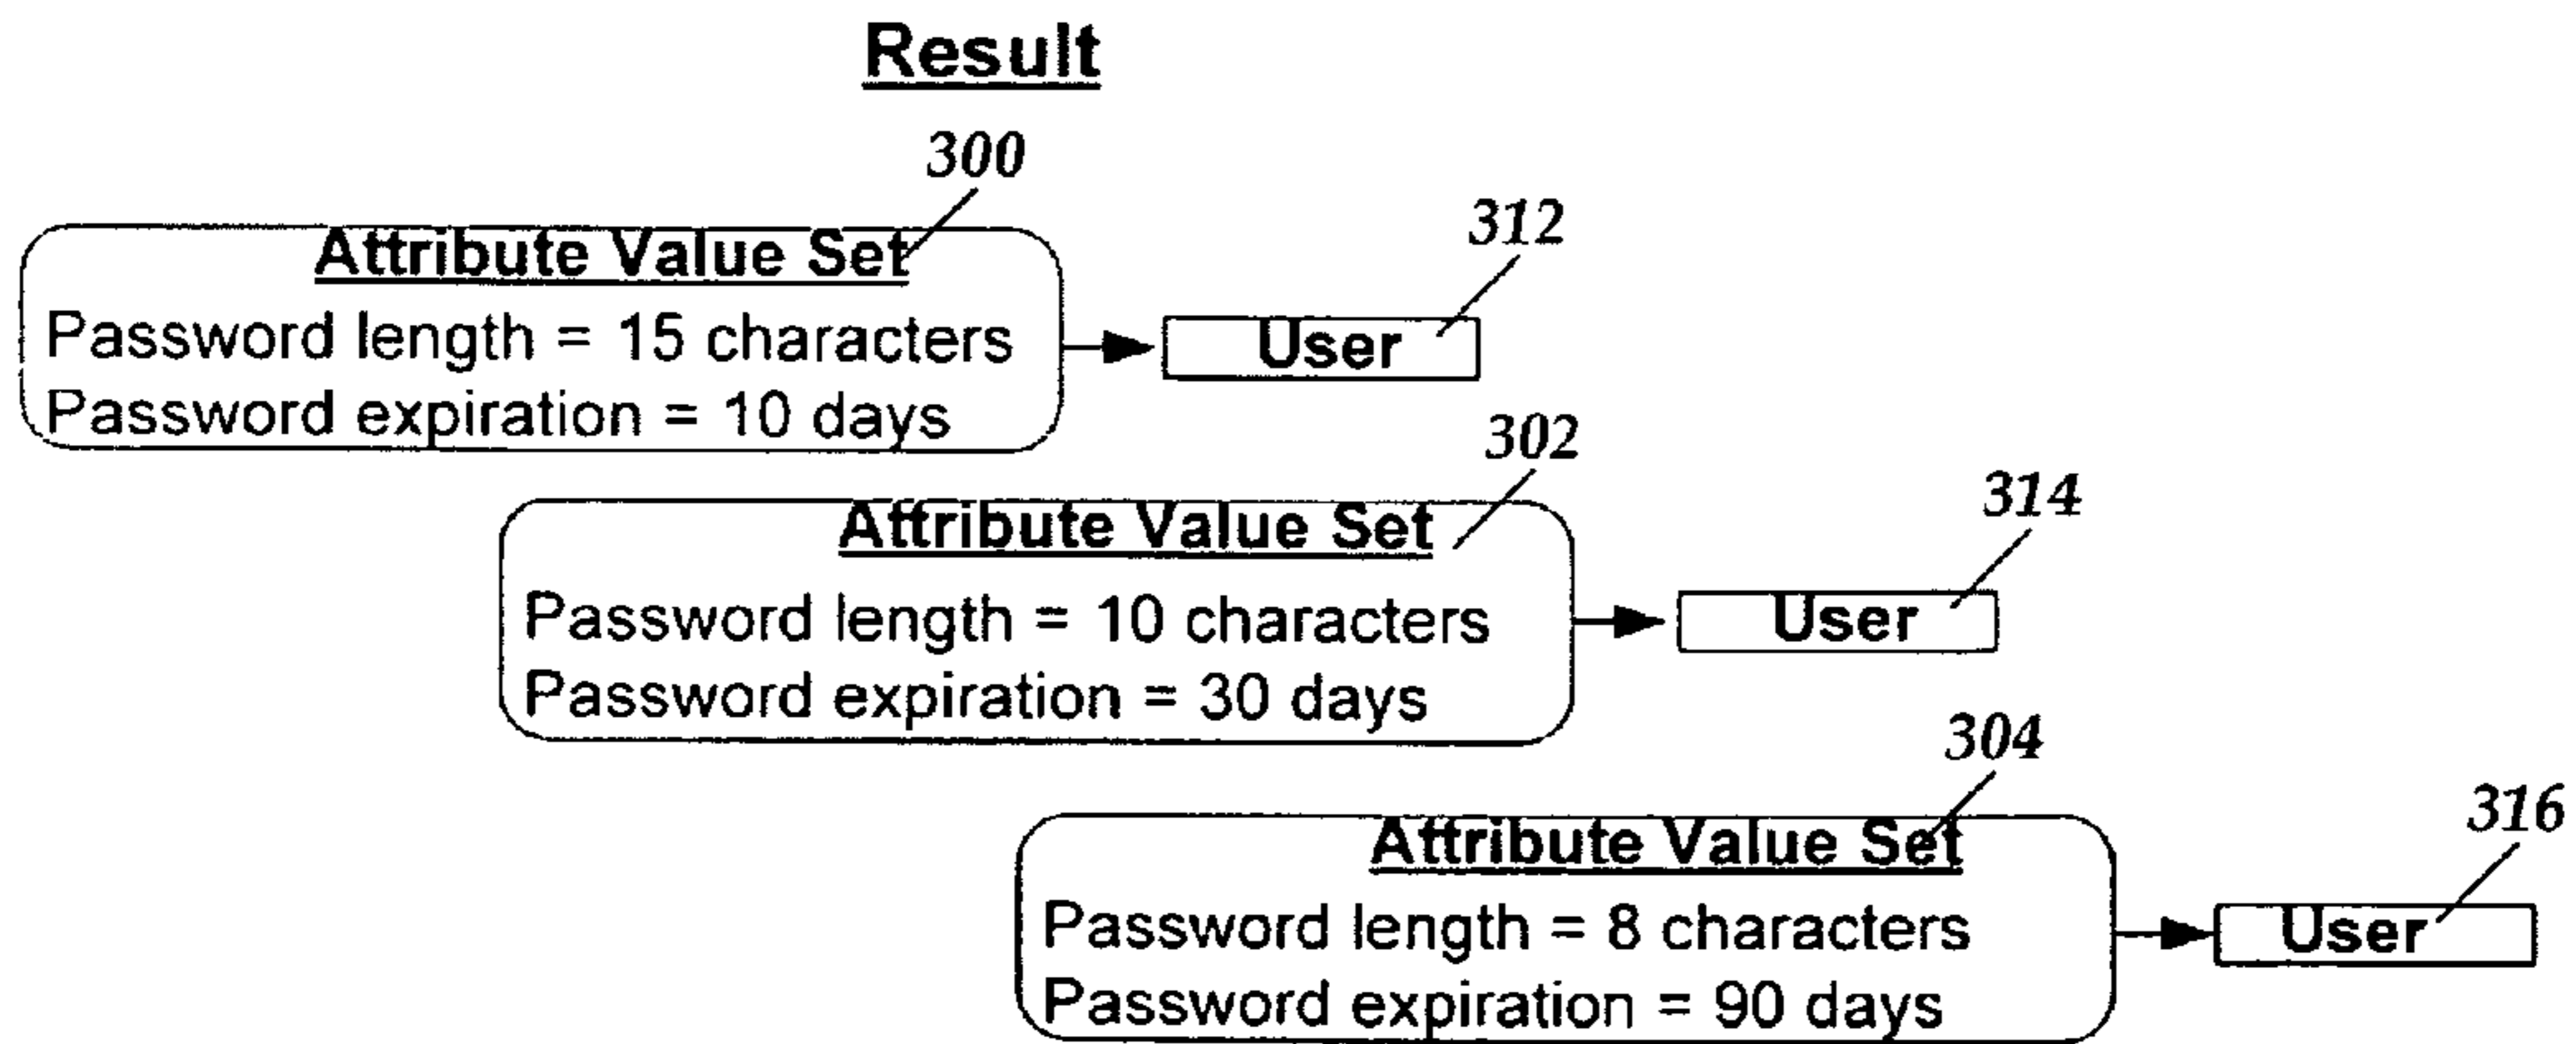 Result
300
312
Attribute Value Set
Password length = 15 characters
User
Password expiration = 10 days
302
314
Attribute Value Set
Password length = 10 characters
User
Password expiration = 30 days
304
316
Attribute Value Set
Password length = 8 characters
User
Password expiration = 90 days